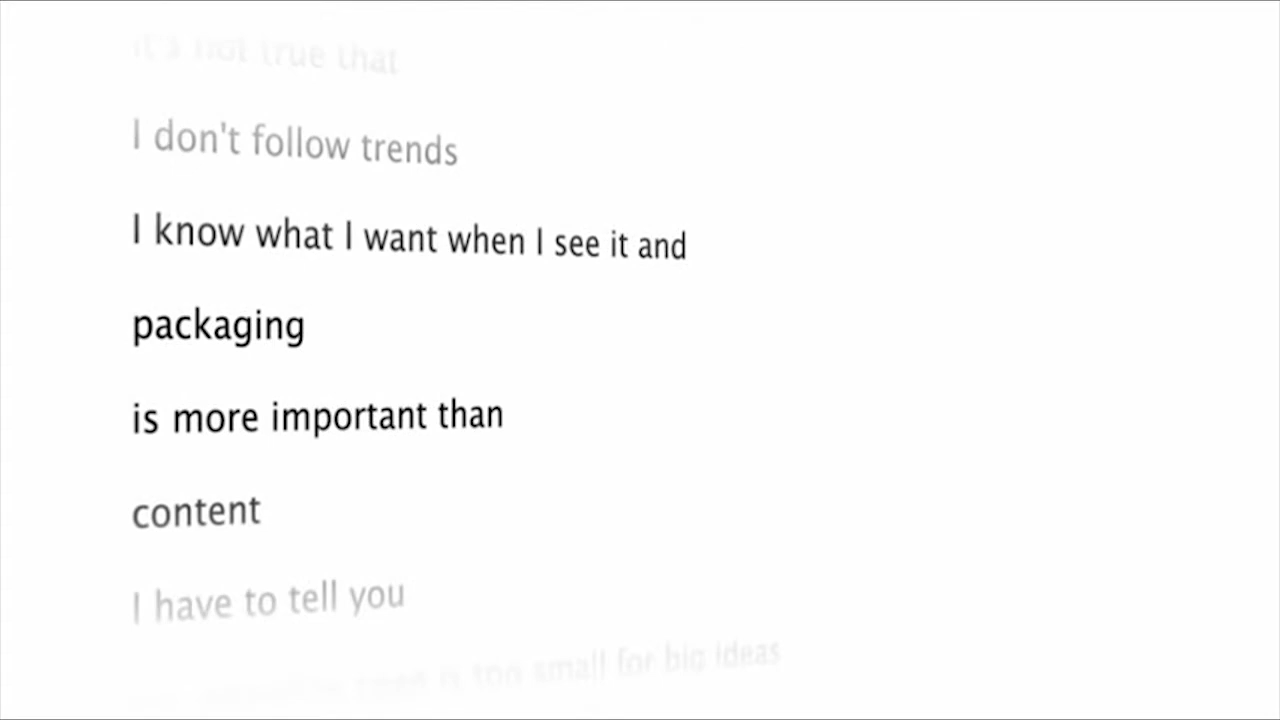 it's not true that
I don't follow trends
I know what I want when I see it and
packaging
is more important than
content
I have to tell you
is too small for big ideas